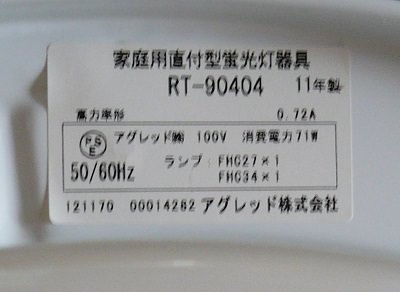 家庭用直付型蛍光灯器具
RT-90404 11年製
高力率形 0.72A
PSE アグレッド㈱ 100V 消費電力71W
50/60Hz ランプ：FHC27×1
FHC34×1
121170 00014262 アグレッド株式会社